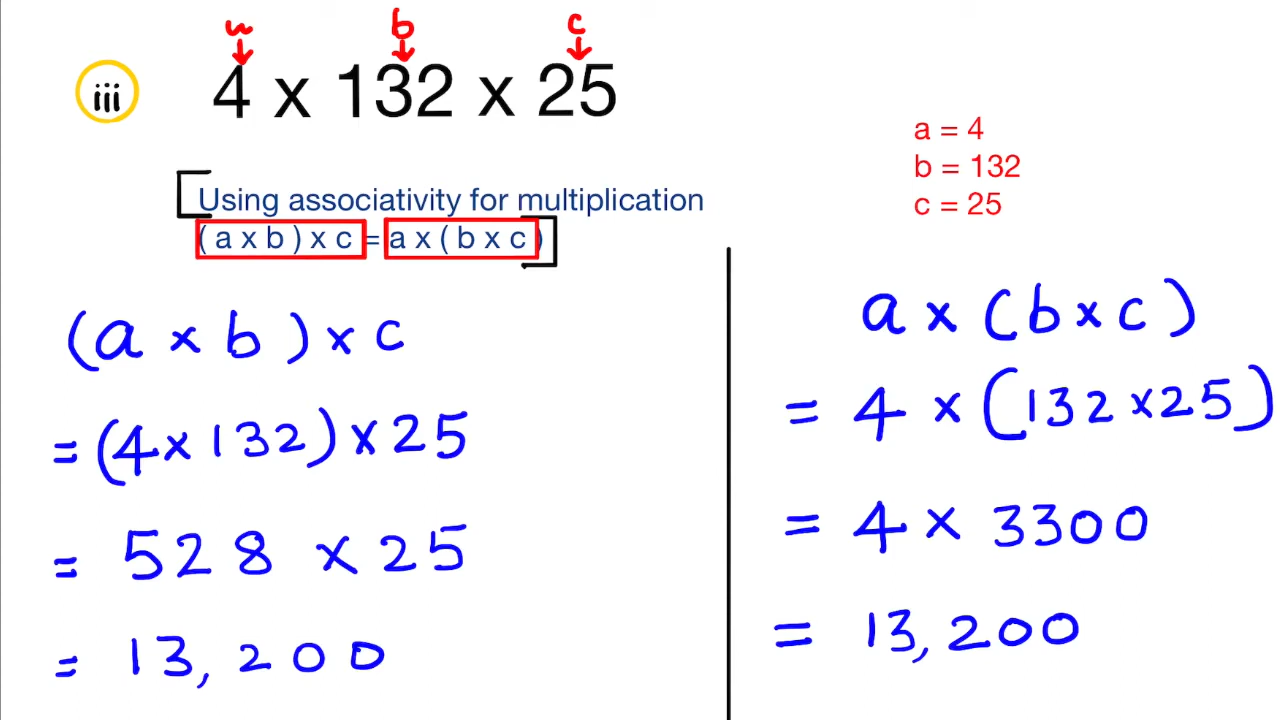 a b c
iii 4 x 132 x 25
a = 4
b = 132
c = 25
Using associativity for multiplication
( a x b ) x c = a x ( b x c )
(a x b ) x c
= (4 x 132) x 25
= 528 x 25
= 13,200
a x (b x c)
= 4 x (132 x 25)
= 4 x 3300
= 13,200